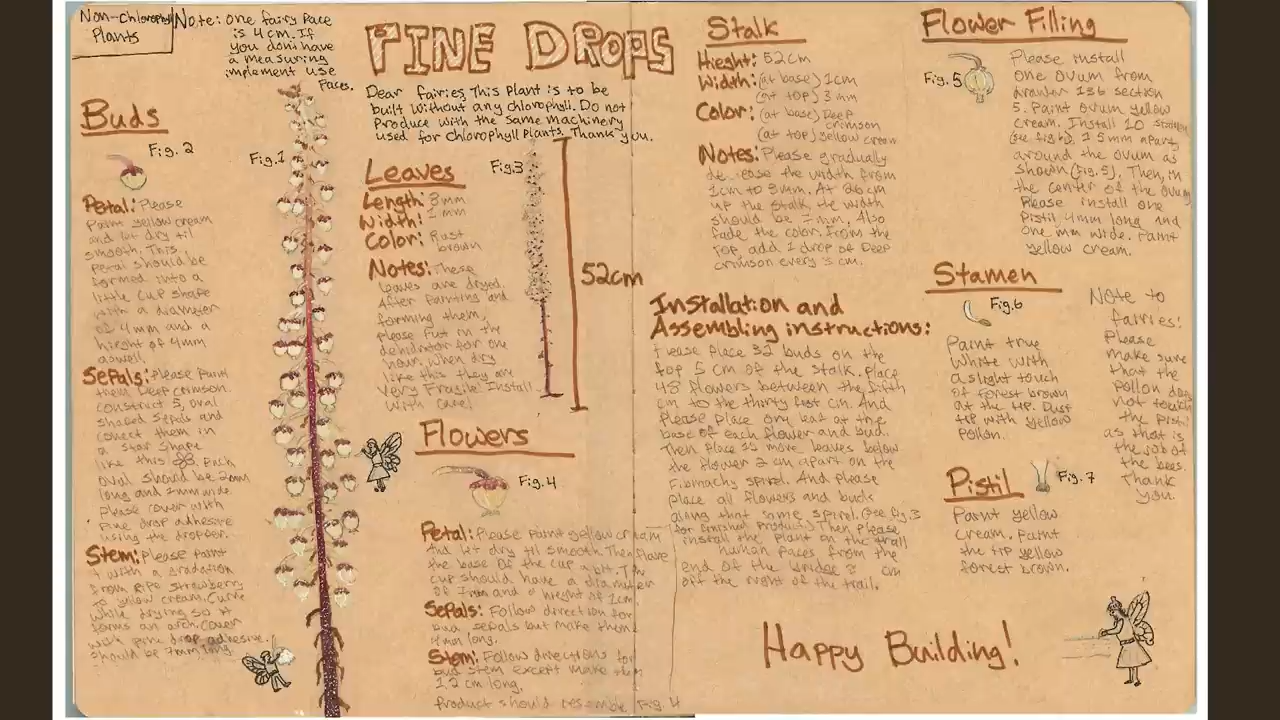 Non-Chlorophyll
Plants
Note: One fairy Pace
is 4cm. If
you don't have
a measuring
implement use
Paces.
PINE DROPS
Dear fairies, This Plant is to be
built without any chlorophyll. Do not
Produce with the same machinery
used for chlorophyll Plants. Thank you.
Buds
Fig. 2
Petal: Please
Paint yellow cream
and let dry til
smooth. This
petal should be
formed into a
little cup shape
with a diameter
of 4mm and a
hieght of 4mm
aswell.
Sepals: Please Paint
them Deep crimson.
construct 5, oval
shaped sepals and
conect them in
a star shape
like this. Each
oval should be 2mm
long and 1mm wide.
Please cover with
Pine drop adhesive
using the dropper.
Stem: Please Paint
it with a gradation
from ripe strawberry
to yellow cream. Curve
while drying so it
forms an arch. Cover
with pine drop adhesive.
should be 7mm long
Fig.1
Leaves
Length: 8mm
Width: 1mm
Color: Rust
brown
Notes: These
leaves are dryed.
After painting and
forming them,
please Put in the
dehidrator for one
hour. When dry
like this they are
very Fragile. Install
with care!
Fig.3
52cm
Flowers
Fig.4
Petal: Please Paint yellow cream
and let dry til smooth. Then flare
the base of the cup a bit. The
cup should have a diameter
of 7mm and a height of 1cm.
Sepals: Follow direction for
bud sepals but make them
4mm long.
Stem: Follow directions for
bud stem except make them
1.2 cm long.
Product should resemble Fig. 4
Stalk
Hieght: 52cm
Width: (at base) 1cm
(at top) 3mm
Color: (at base) Deep
crimson
(at top) yellow cream
Notes: Please gradually
decrease the width from
1cm to 3mm. At 26 cm
up the stalk the width
should be 7mm. Also
fade the color. From the
top, add 1 drop of Deep
crimson every 3 cm.
Installation and
Assembling instructions:
Please Place 32 buds on the
top 5 cm of the stalk. Place
48 flowers between the fifth
cm to the thirty first cm. And
Please Place one leaf at the
base of each flower and bud.
Then Place 35 more leaves below
the flower 2 cm apart on the
Fibonachy spirel. And please
Place all flowers and buds
along that same spirel. (see fig.3
for finished product) Then Please
install the plant on the trail
human Paces from the
end of the bridge cm
off the right of the trail.
Flower Filling
Fig.5
Please install
one ovum from
drawer 136 section
5. Paint ovum yellow
cream. Install 10 stamen
(see fig 6) 1.5mm apart
around the ovum as
shown (Fig.5). Then, in
the center of the ovum
Please install one
Pistil 4mm long and
one mm wide. Paint
yellow cream.
Stamen
Fig.6
Paint true
white with
a slight touch
of forest brown
at the tip. Dust
tip with yellow
Pollon.
Note to
fairies:
Please
make sure
that the
Pollon does
not touch
the pistil
as that is
the job of
the bees.
Thank
you.
Pistil
Fig.7
Paint yellow
cream. Paint
the tip yellow
forest brown.
Happy Building!